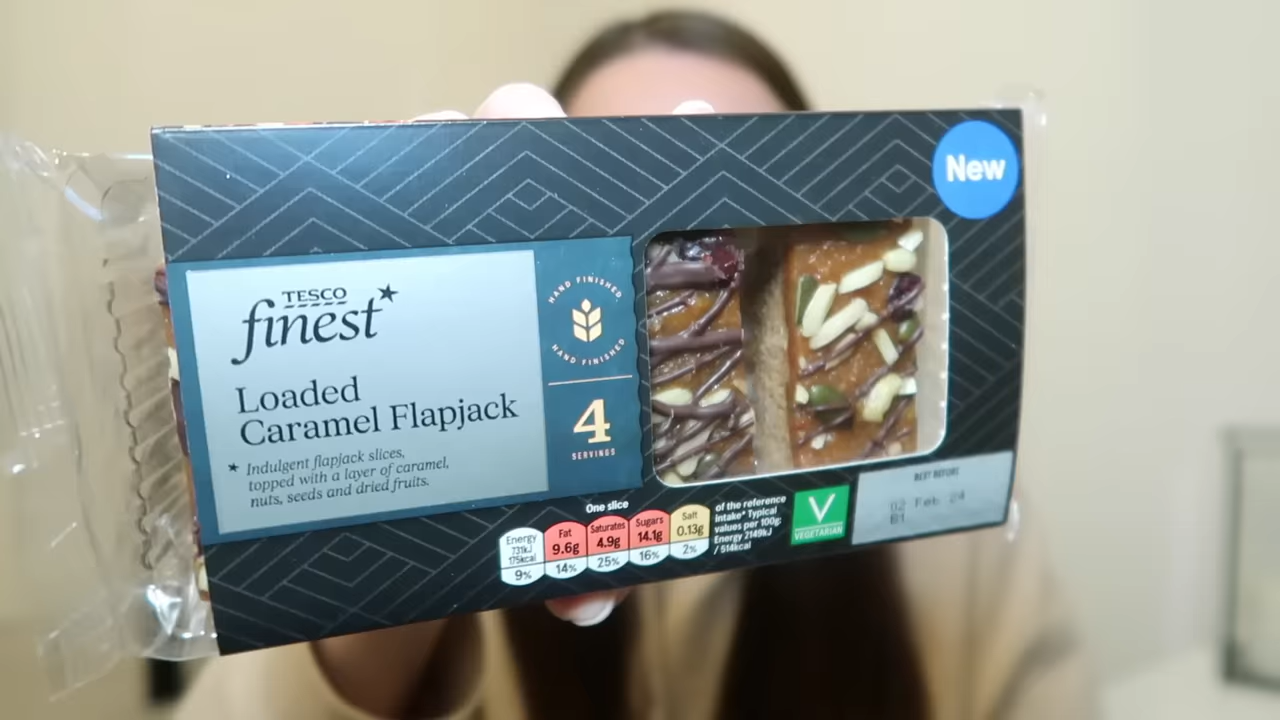 New
TESCO
finest
Loaded
Caramel Flapjack
Indulgent flapjack slices,
topped with a layer of caramel,
nuts, seeds and dried fruits.
HAND FINISHED
HAND FINISHED
4
SERVINGS
One slice
Energy
731kJ
175kcal
9%
Fat
9.6g
14%
Saturates
4.9g
25%
Sugars
14.1g
16%
Salt
0.13g
2%
of the reference
intake* Typical
values per 100g:
Energy 2149kJ
/ 514kcal
V
VEGETARIAN
BEST BEFORE
02 Feb 24
B1